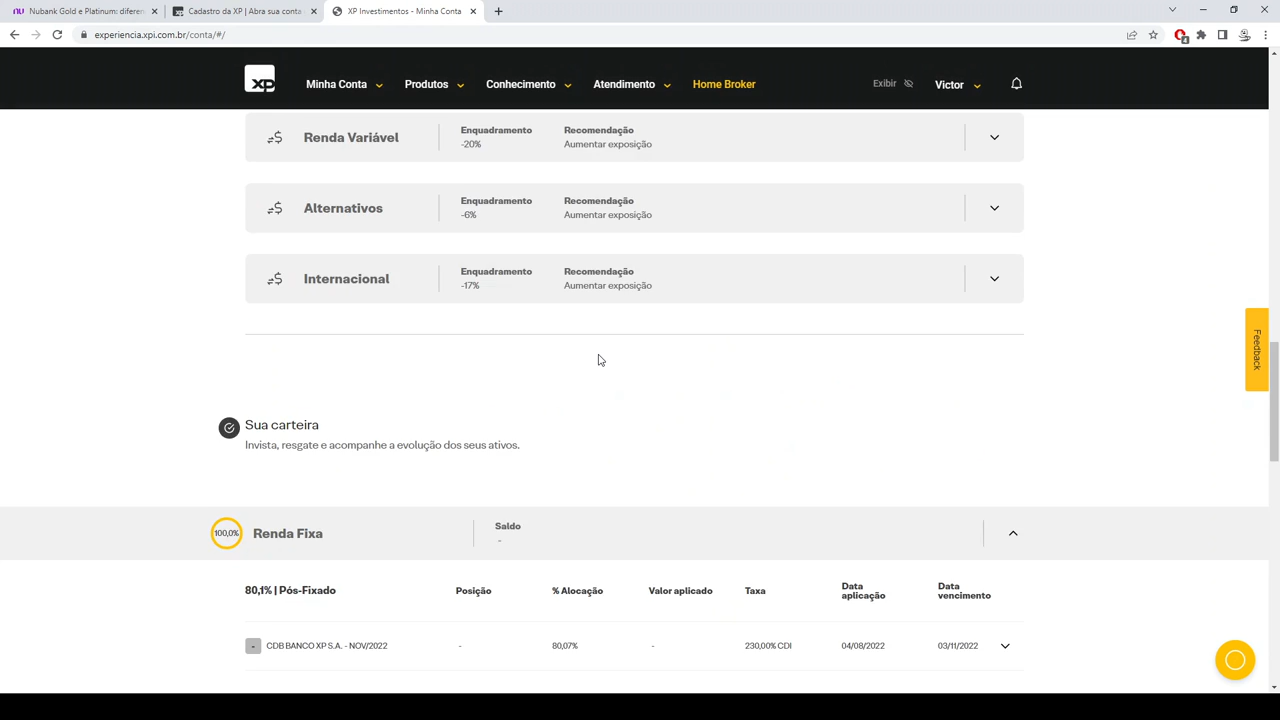 Nubank Gold e Platinum: diferen
Cadastro da XP | Abra sua conta
XP Investimentos - Minha Conta
experiencia.xpi.com.br/conta/#/
XP Minha Conta Produtos Conhecimento Atendimento Home Broker Exibir Victor
Renda Variável
Enquadramento
-20%
Recomendação
Aumentar exposição
Alternativos
Enquadramento
-6%
Recomendação
Aumentar exposição
Internacional
Enquadramento
-17%
Recomendação
Aumentar exposição
Feedback
Sua carteira
Invista, resgate e acompanhe a evolução dos seus ativos.
100,0%
Renda Fixa
Saldo
-
80,1% | Pós-Fixado Posição % Alocação Valor aplicado Taxa Data aplicação Data vencimento
- CDB BANCO XP S.A. - NOV/2022 - 80,07% - 230,00% CDI 04/08/2022 03/11/2022